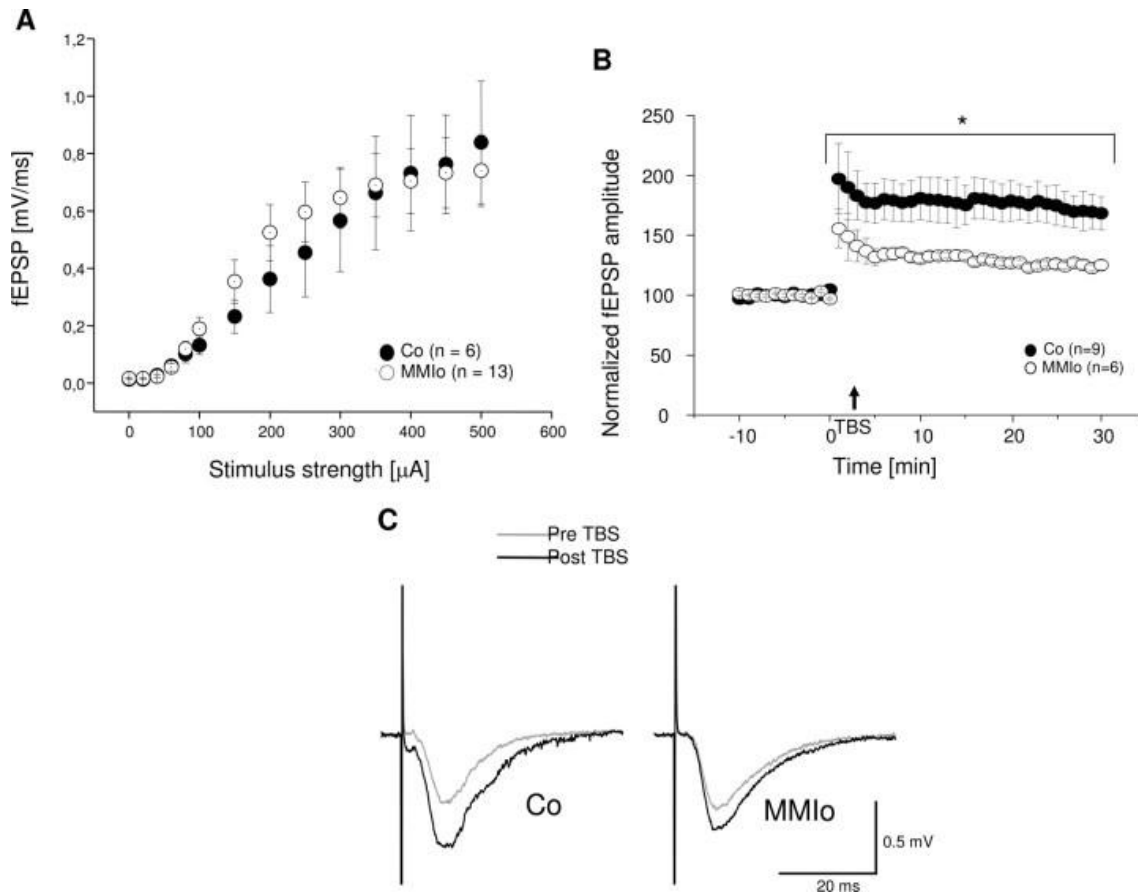 A
1,2
1,0
0,8
0,6
0,4
0,2
0,0
fEPSP [mV/ms]
Co (n = 6)
MMIo (n = 13)
0 100 200 300 400 500 600
Stimulus strength [μA]
B
*
250
200
150
100
50
0
Normalized fEPSP amplitude
Co (n=9)
MMIo (n=6)
-10 0 10 20 30
TBS
Time [min]
C
Pre TBS
Post TBS
Co
MMIo
0.5 mV
20 ms